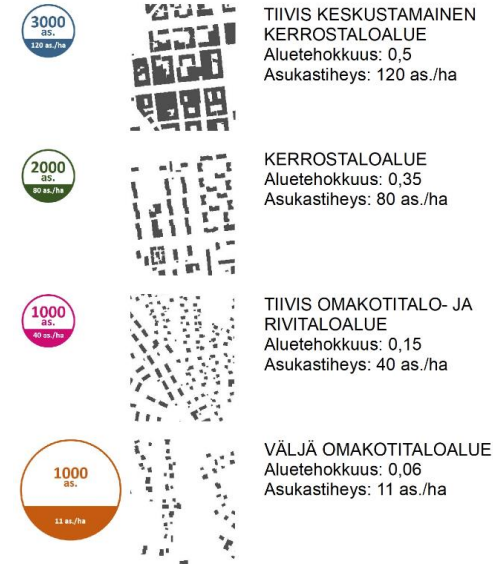 3000
as.
120 as./ha
TIIVIS KESKUSTAMAINEN
KERROSTALOALUE
Aluetehokkuus: 0,5
Asukastiheys: 120 as./ha
2000
as.
80 as./ha
KERROSTALOALUE
Aluetehokkuus: 0,35
Asukastiheys: 80 as./ha
1000
as.
40 as./ha
TIIVIS OMAKOTITALO- JA
RIVITALOALUE
Aluetehokkuus: 0,15
Asukastiheys: 40 as./ha
1000
as.
11 as./ha
VÄLJÄ OMAKOTITALOALUE
Aluetehokkuus: 0,06
Asukastiheys: 11 as./ha